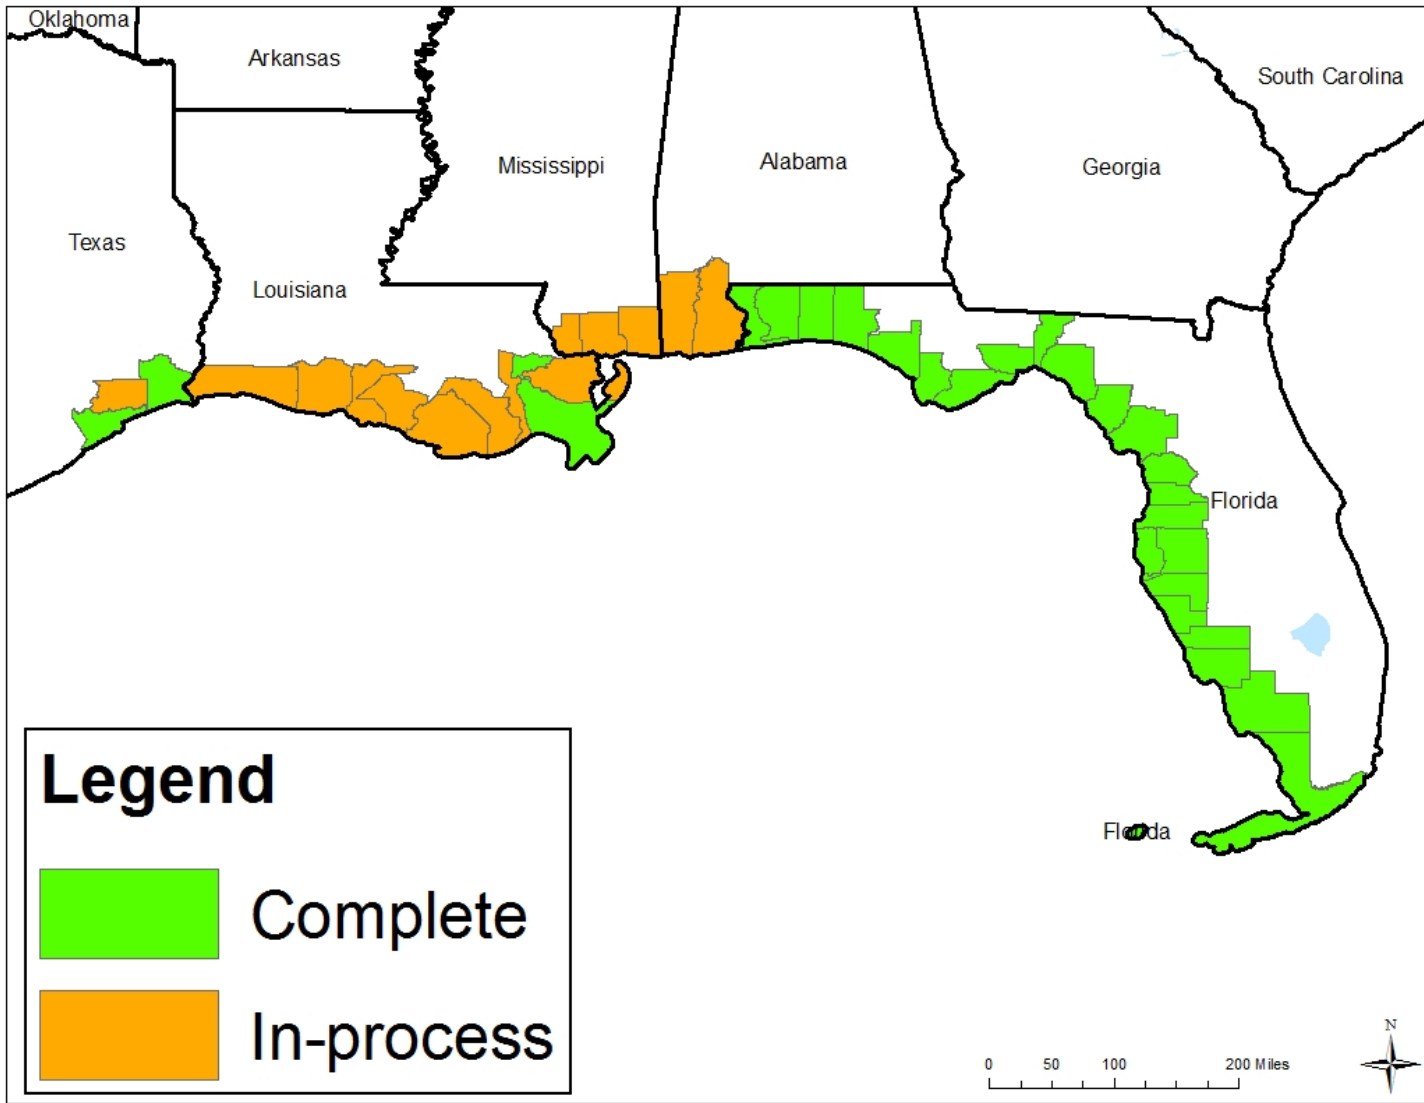 Oklahoma
Arkansas
South Carolina
Mississippi
Alabama
Georgia
Texas
Louisiana
Florida
Legend
Complete
In-process
Florida
N
0 50 100 200 Miles